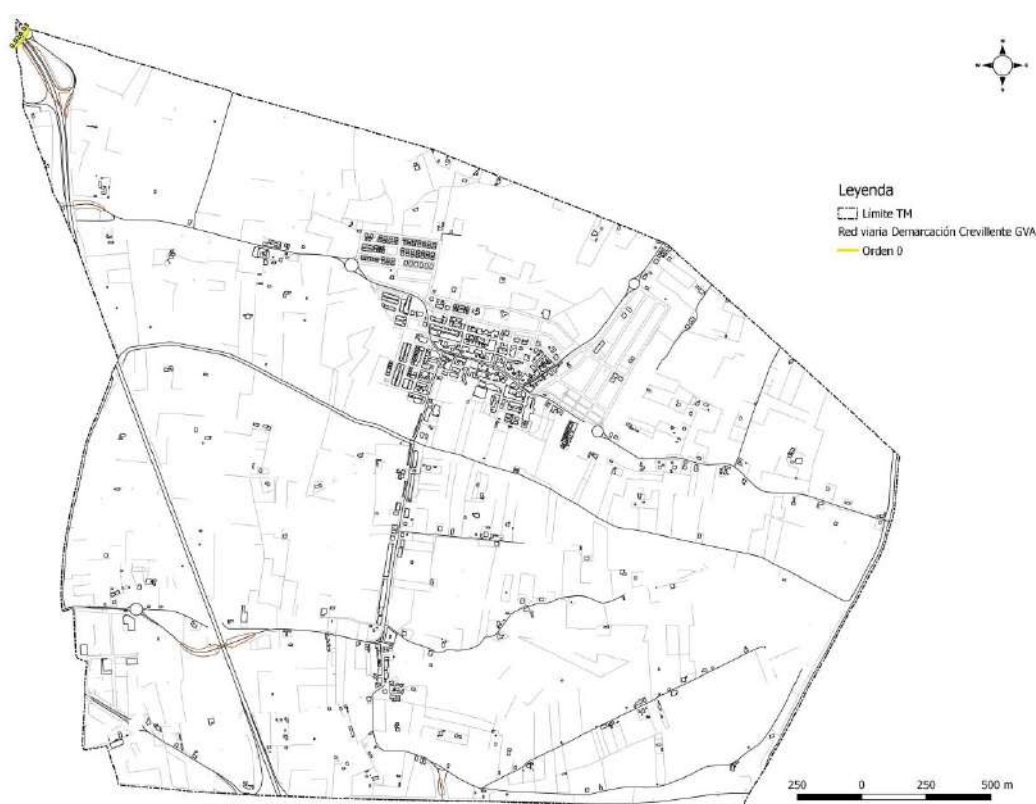 N
S
Leyenda
Límite TM
Red viaria Demarcación Crevillente GVA
Orden 0
250 0 250 500 m